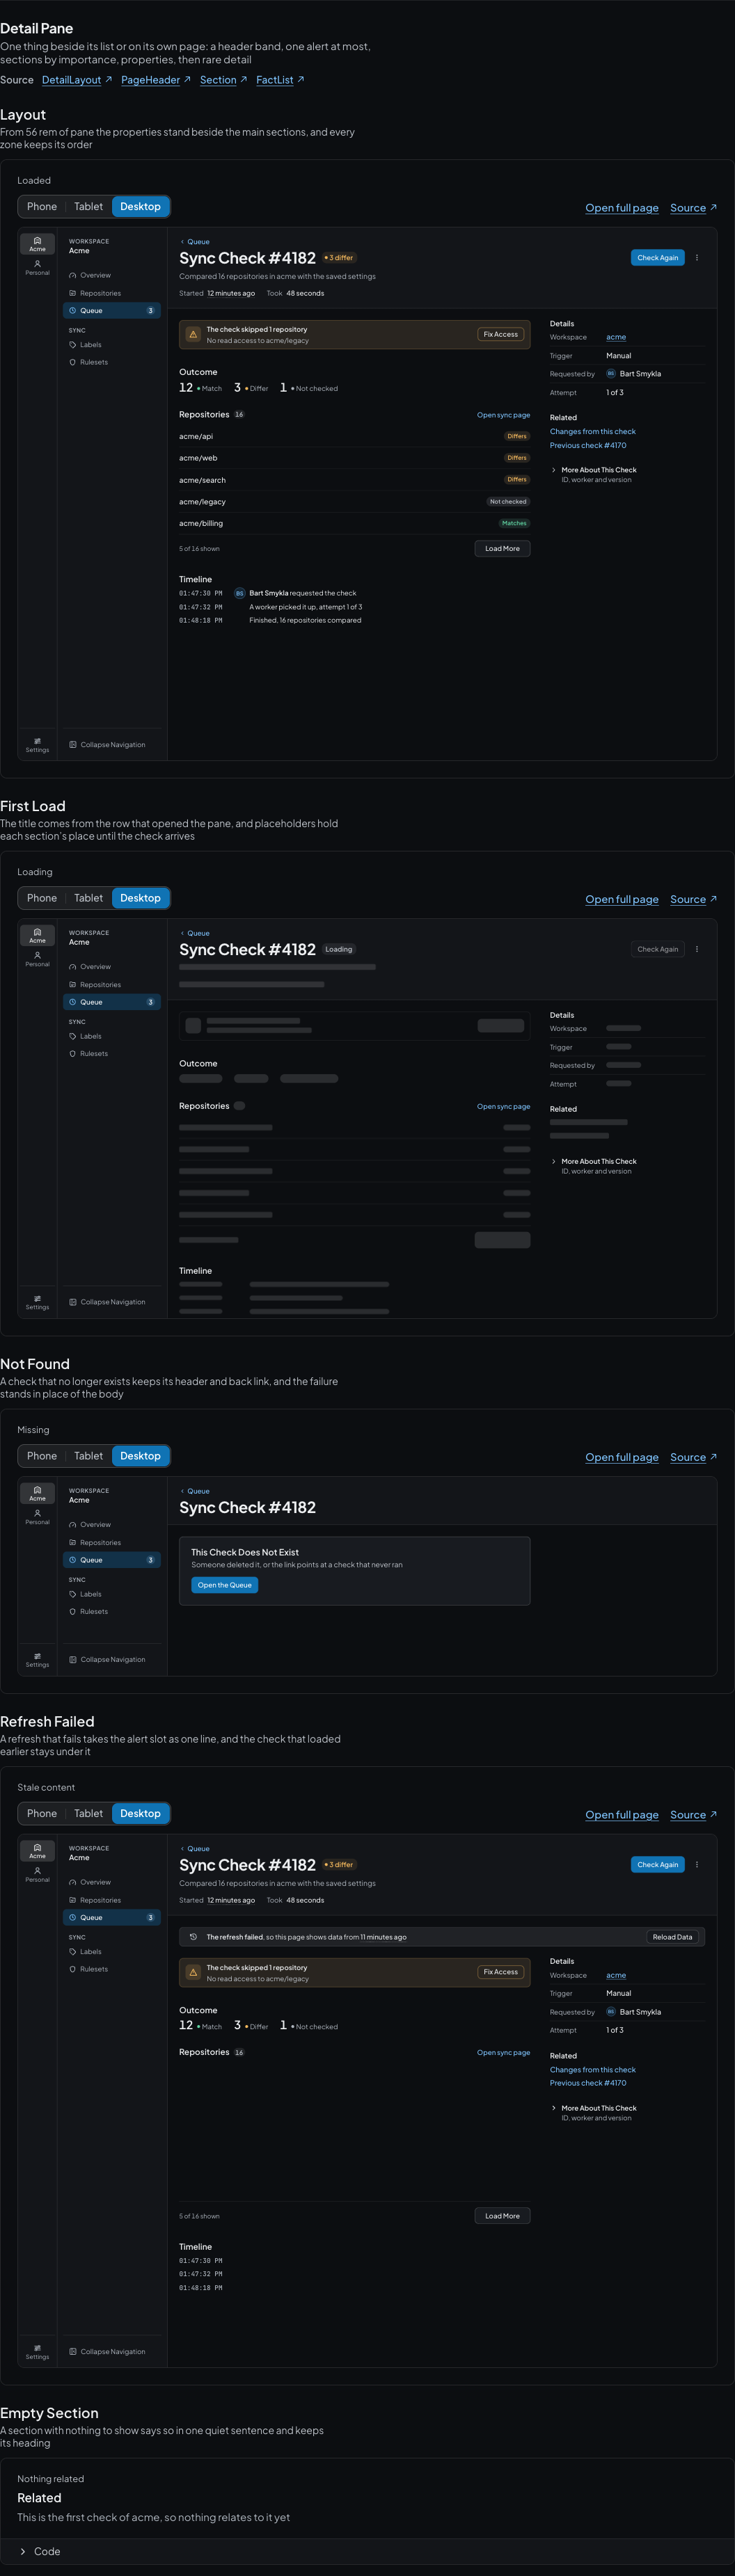 Detail Pane
One thing beside its list or on its own page: a header band, one alert at most,
sections by importance, properties, then rare detail
Source DetailLayout ↗ PageHeader ↗ Section ↗ FactList ↗
Layout
From 56 rem of pane the properties stand beside the main sections, and every
zone keeps its order
Loaded
Phone Tablet Desktop
Open full page Source ↗
Acme
Personal
Settings
WORKSPACE
Acme
Overview
Repositories
Queue 3
SYNC
Labels
Rulesets
Collapse Navigation
‹ Queue
Sync Check #4182 3 differ
Check Again
Compared 16 repositories in acme with the saved settings
Started 12 minutes ago Took 48 seconds
The check skipped 1 repository
No read access to acme/legacy
Fix Access
Outcome
12 Match 3 Differ 1 Not checked
Repositories 16 Open sync page
acme/api Differs
acme/web Differs
acme/search Differs
acme/legacy Not checked
acme/billing Matches
5 of 16 shown Load More
Timeline
01:47:30 PM BS Bart Smykla requested the check
01:47:32 PM A worker picked it up, attempt 1 of 3
01:48:18 PM Finished, 16 repositories compared
Details
Workspace acme
Trigger Manual
Requested by BS Bart Smykla
Attempt 1 of 3
Related
Changes from this check
Previous check #4170
More About This Check
ID, worker and version
First Load
The title comes from the row that opened the pane, and placeholders hold
each section's place until the check arrives
Loading
Phone Tablet Desktop
Open full page Source ↗
Acme
Personal
Settings
WORKSPACE
Acme
Overview
Repositories
Queue 3
SYNC
Labels
Rulesets
Collapse Navigation
‹ Queue
Sync Check #4182 Loading
Check Again
Outcome
Repositories Open sync page
Timeline
Details
Workspace
Trigger
Requested by
Attempt
Related
More About This Check
ID, worker and version
Not Found
A check that no longer exists keeps its header and back link, and the failure
stands in place of the body
Missing
Phone Tablet Desktop
Open full page Source ↗
Acme
Personal
Settings
WORKSPACE
Acme
Overview
Repositories
Queue 3
SYNC
Labels
Rulesets
Collapse Navigation
‹ Queue
Sync Check #4182
This Check Does Not Exist
Someone deleted it, or the link points at a check that never ran
Open the Queue
Refresh Failed
A refresh that fails takes the alert slot as one line, and the check that loaded
earlier stays under it
Stale content
Phone Tablet Desktop
Open full page Source ↗
Acme
Personal
Settings
WORKSPACE
Acme
Overview
Repositories
Queue 3
SYNC
Labels
Rulesets
Collapse Navigation
‹ Queue
Sync Check #4182 3 differ
Check Again
Compared 16 repositories in acme with the saved settings
Started 12 minutes ago Took 48 seconds
The refresh failed, so this page shows data from 11 minutes ago Reload Data
The check skipped 1 repository
No read access to acme/legacy
Fix Access
Outcome
12 Match 3 Differ 1 Not checked
Repositories 16 Open sync page
5 of 16 shown Load More
Timeline
01:47:30 PM
01:47:32 PM
01:48:18 PM
Details
Workspace acme
Trigger Manual
Requested by BS Bart Smykla
Attempt 1 of 3
Related
Changes from this check
Previous check #4170
More About This Check
ID, worker and version
Empty Section
A section with nothing to show says so in one quiet sentence and keeps
its heading
Nothing related
Related
This is the first check of acme, so nothing relates to it yet
Code